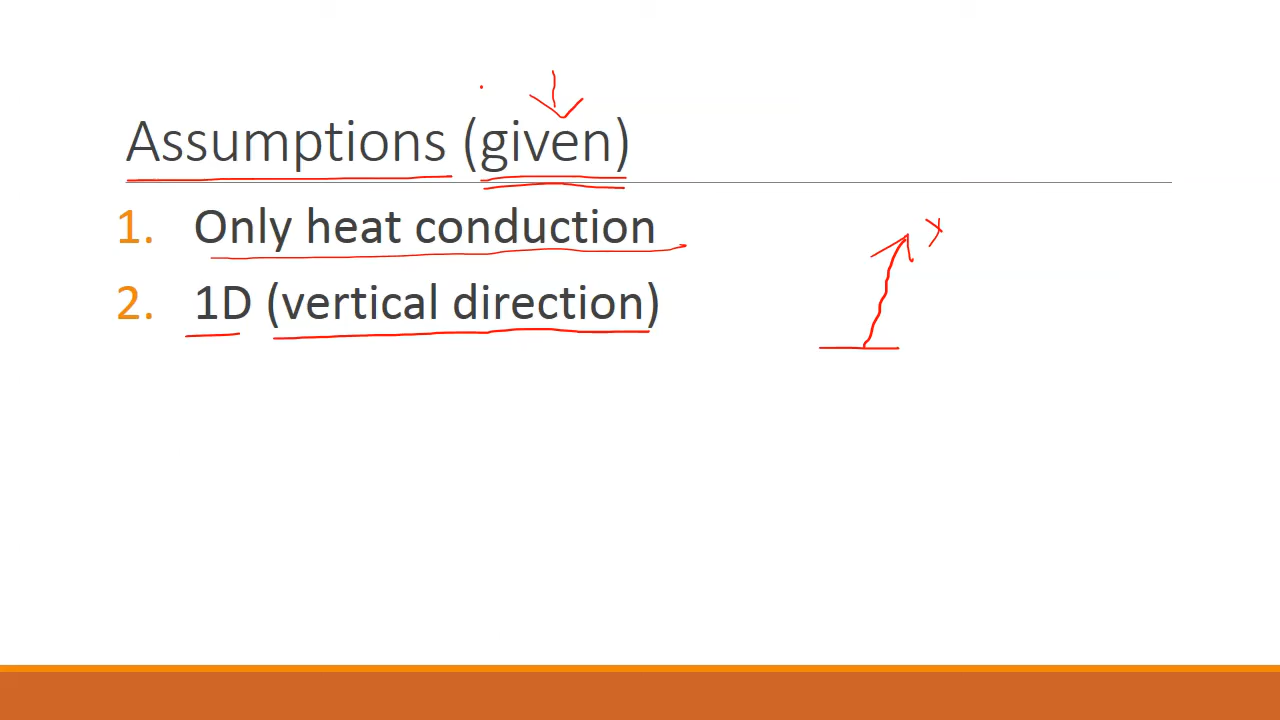 Assumptions (given)
1. Only heat conduction
2. 1D (vertical direction)
x